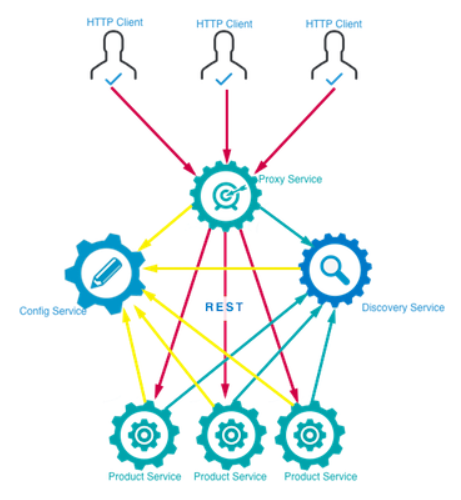 HTTP Client
HTTP Client
HTTP Client
Proxy Service
REST
Config Service
Discovery Service
Product Service
Product Service
Product Service